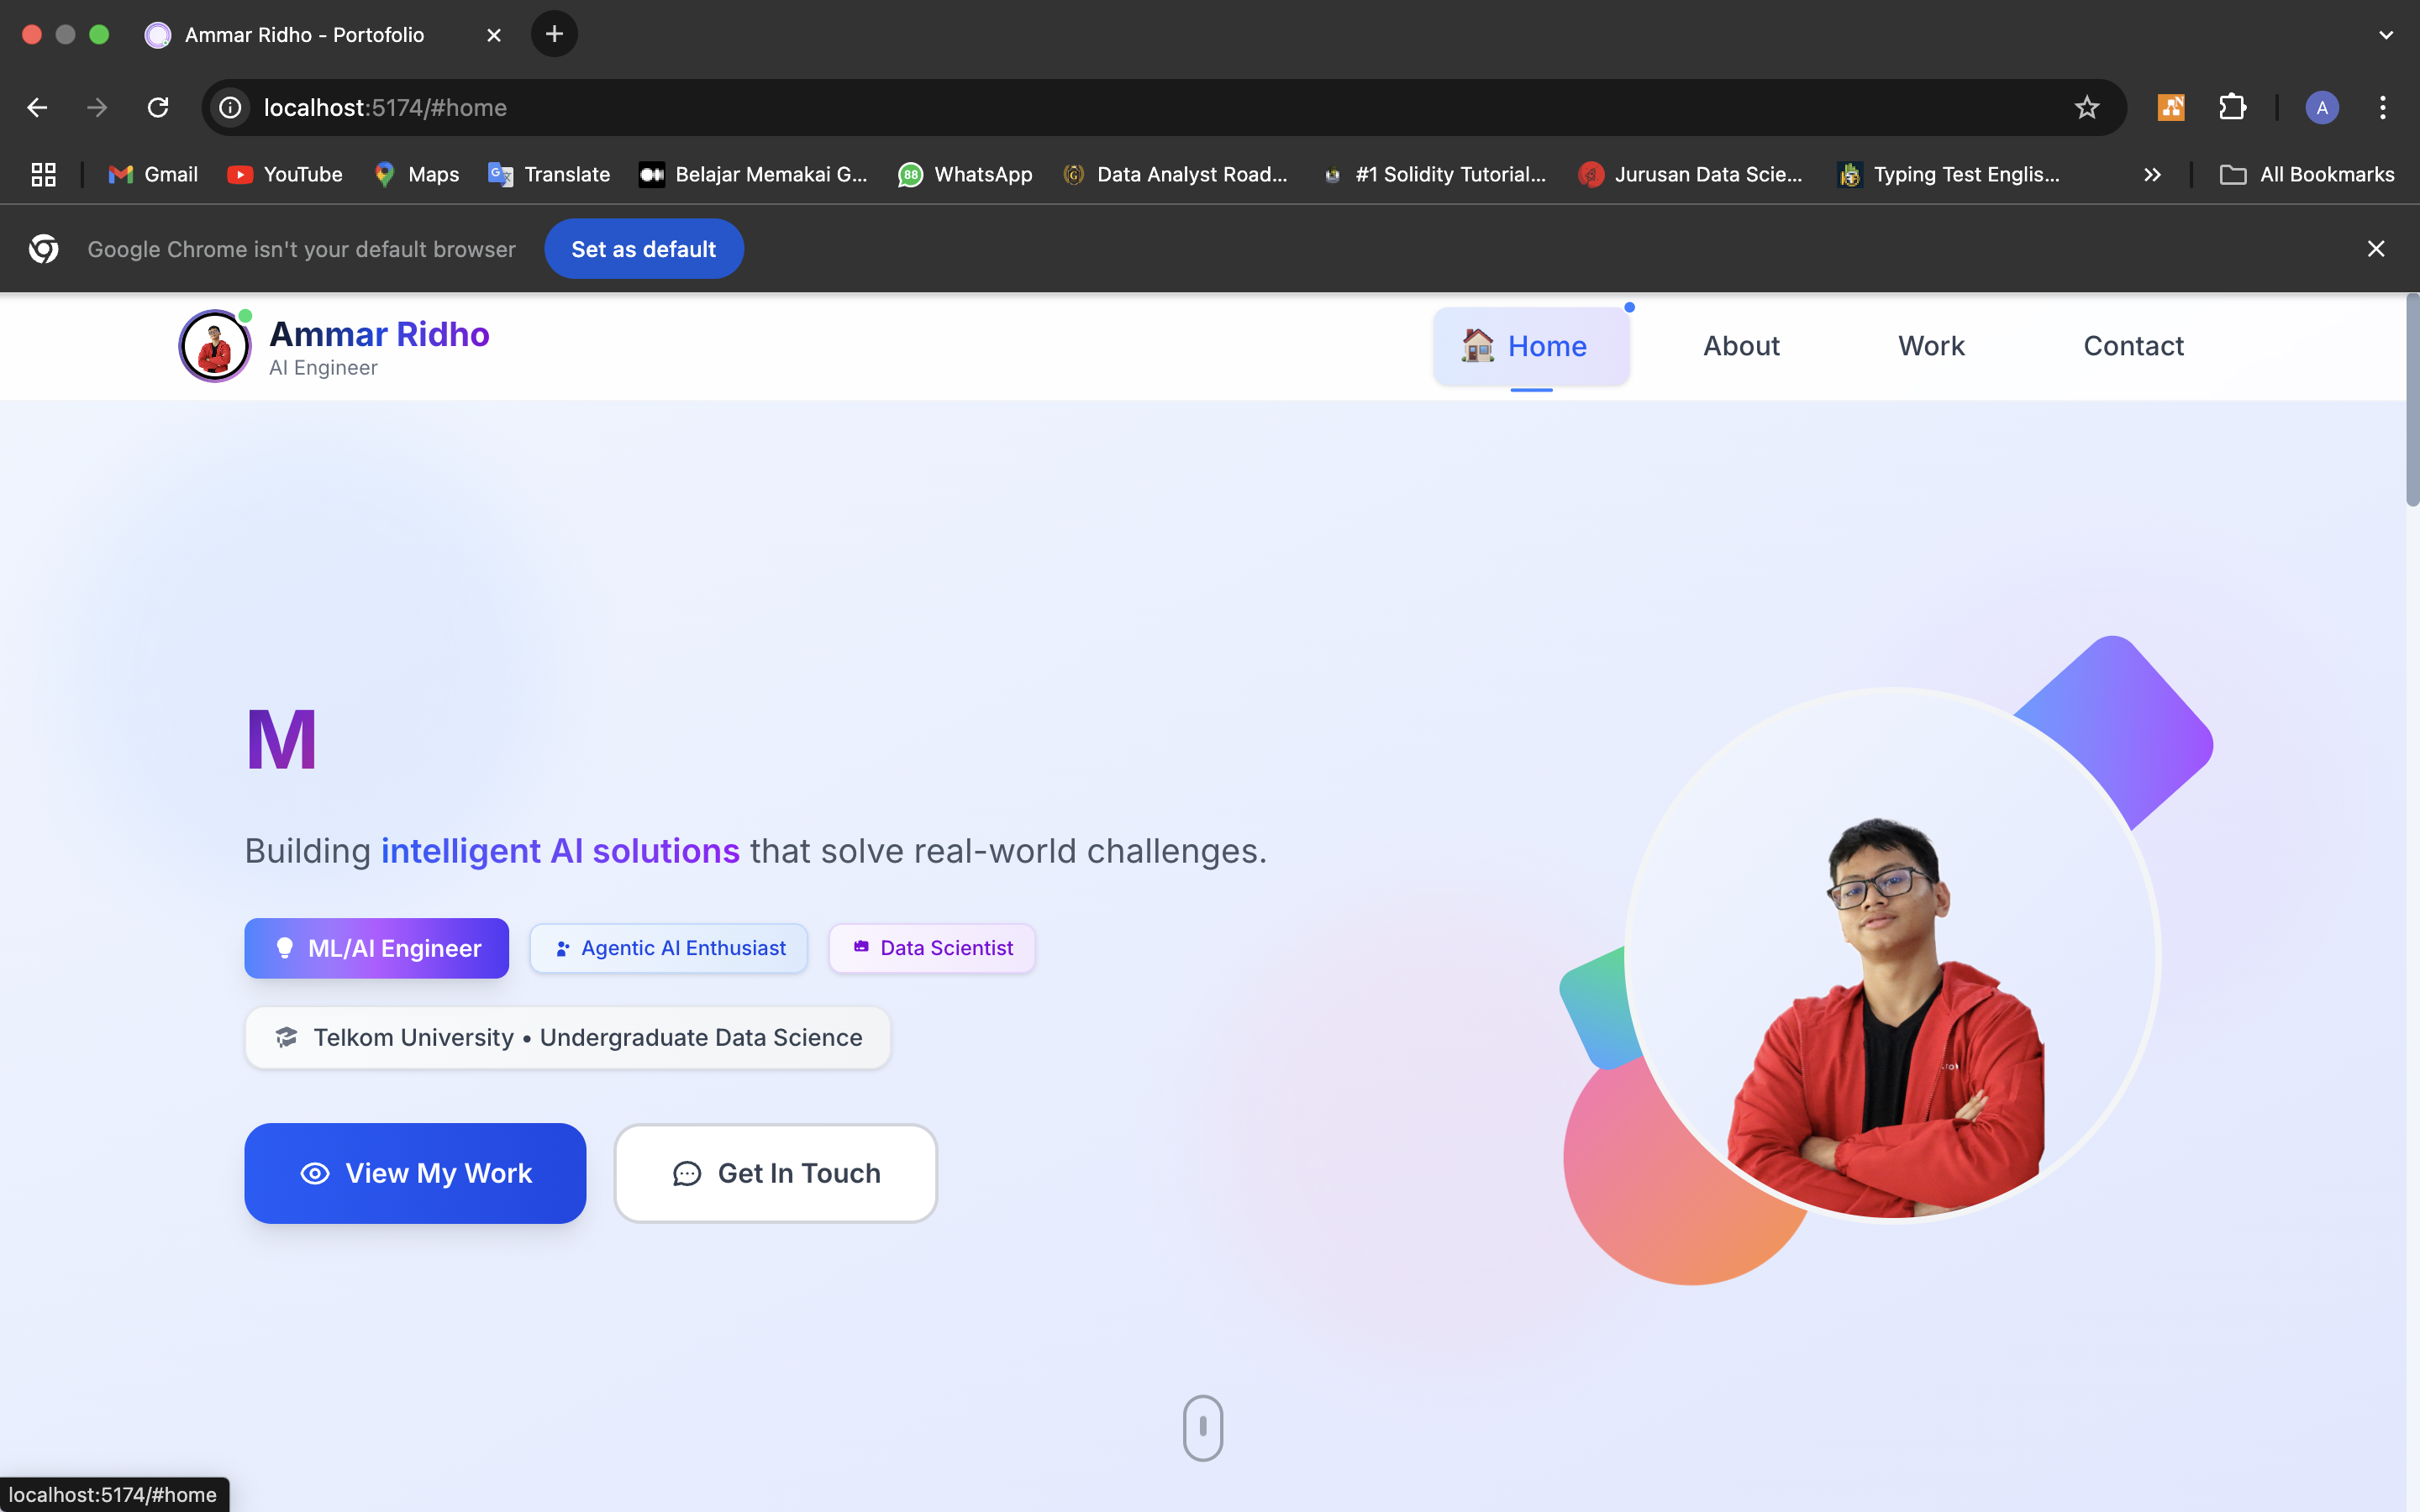 Ammar Ridho - Portofolio
localhost:5174/#home
A
Gmail
YouTube
Maps
Translate
Belajar Memakai G...
88
WhatsApp
Data Analyst Road...
#1 Solidity Tutorial...
Jurusan Data Scie...
Typing Test Englis...
All Bookmarks
Google Chrome isn't your default browser
Set as default
Ammar Ridho
AI Engineer
Home
About
Work
Contact
M
Building intelligent AI solutions that solve real-world challenges.
ML/AI Engineer
Agentic AI Enthusiast
Data Scientist
Telkom University • Undergraduate Data Science
View My Work
Get In Touch
localhost:5174/#home